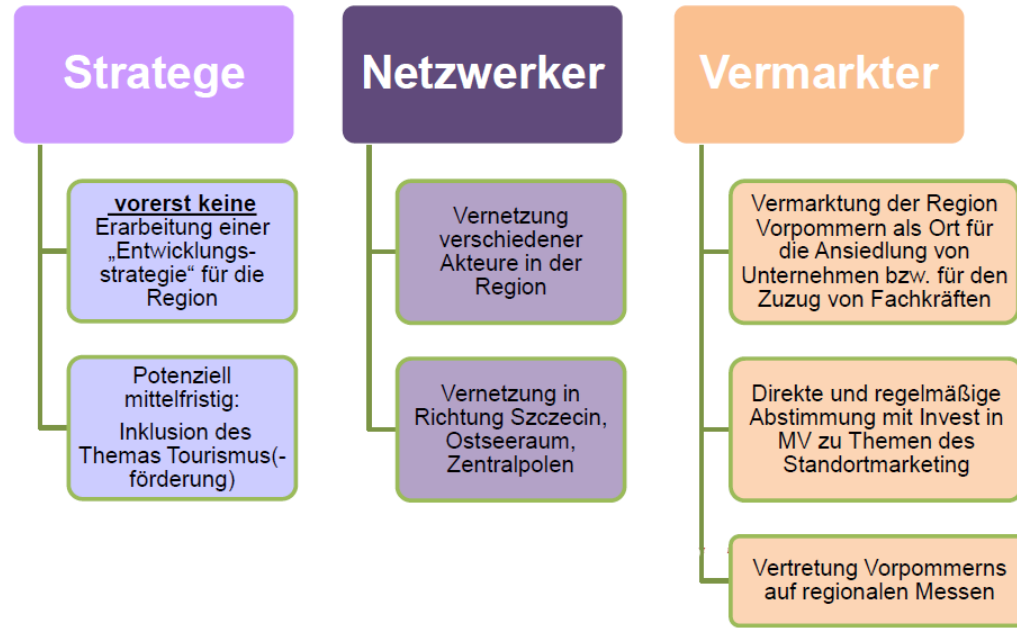 Stratege
vorerst keine
Erarbeitung einer
„Entwicklungs-
strategie“ für die
Region
Potenziell
mittelfristig:
Inklusion des
Themas Tourismus(-
förderung)
Netzwerker
Vernetzung
verschiedener
Akteure in der
Region
Vernetzung in
Richtung Szczecin,
Ostseeraum,
Zentralpolen
Vermarkter
Vermarktung der Region
Vorpommern als Ort für
die Ansiedlung von
Unternehmen bzw. für den
Zuzug von Fachkräften
Direkte und regelmäßige
Abstimmung mit Invest in
MV zu Themen des
Standortmarketing
Vertretung Vorpommerns
auf regionalen Messen